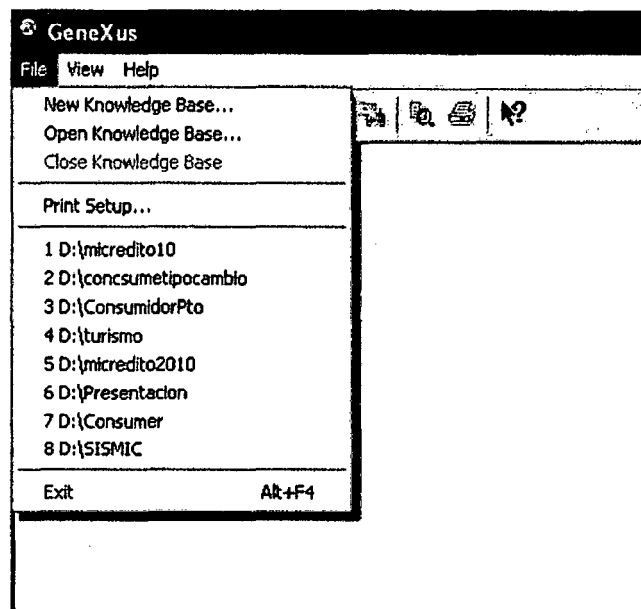 GeneXus
File View Help
New Knowledge Base...
Open Knowledge Base...
Close Knowledge Base
Print Setup...
1 D:\micredito10
2 D:\concsumetipocambio
3 D:\ConsumidorPto
4 D:\turismo
5 D:\micredito2010
6 D:\Presentacion
7 D:\Consumer
8 D:\SISMIC
Exit Alt+F4